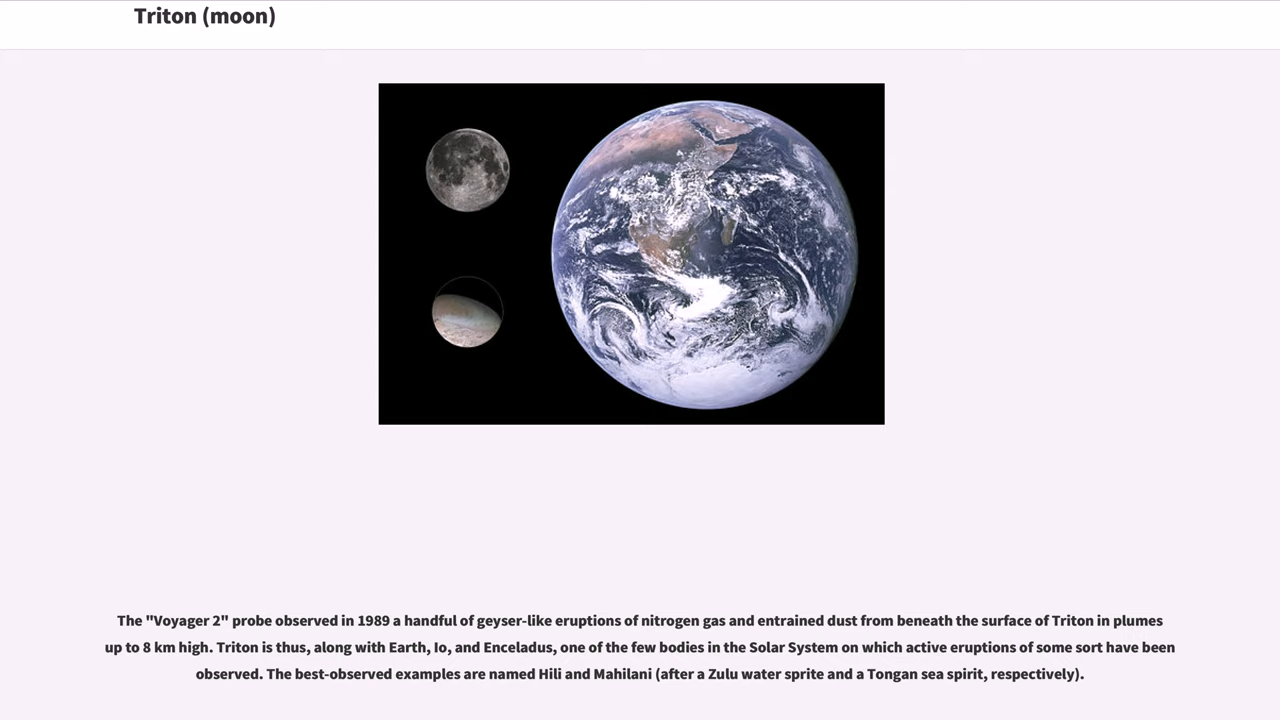 Triton (moon)
The "Voyager 2" probe observed in 1989 a handful of geyser-like eruptions of nitrogen gas and entrained dust from beneath the surface of Triton in plumes
up to 8 km high. Triton is thus, along with Earth, Io, and Enceladus, one of the few bodies in the Solar System on which active eruptions of some sort have been
observed. The best-observed examples are named Hili and Mahilani (after a Zulu water sprite and a Tongan sea spirit, respectively).